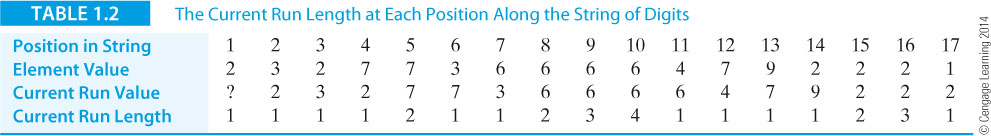 TABLE 1.2 The Current Run Length at Each Position Along the String of Digits
Position in String 1 2 3 4 5 6 7 8 9 10 11 12 13 14 15 16 17
Element Value 2 3 2 7 7 3 6 6 6 6 4 7 9 2 2 2 1
Current Run Value ? 2 3 2 7 7 3 6 6 6 6 4 7 9 2 2 2
Current Run Length 1 1 1 1 2 1 1 2 3 4 1 1 1 1 2 3 1
© Cengage Learning 2014